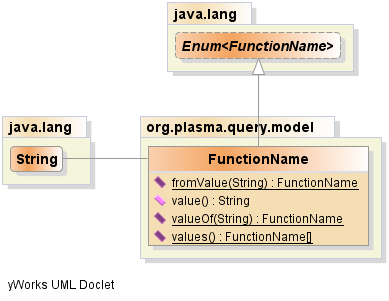 java.lang
Enum<FunctionName>
java.lang
String
org.plasma.query.model
FunctionName
fromValue(String) : FunctionName
value() : String
valueOf(String) : FunctionName
values() : FunctionName[]
yWorks UML Doclet